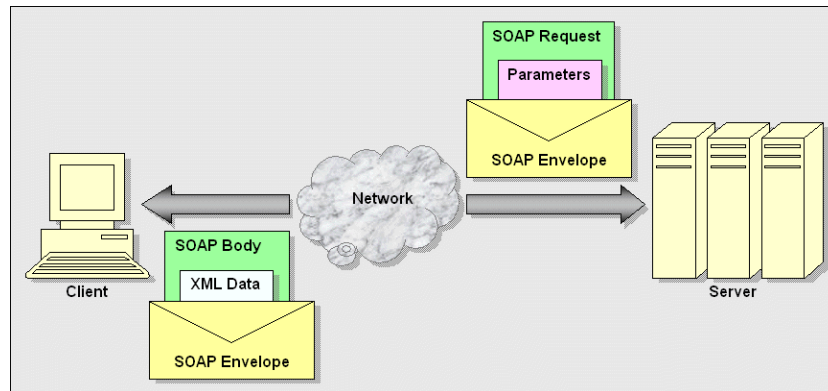 SOAP Request
Parameters
SOAP Envelope
Network
Client
SOAP Body
XML Data
SOAP Envelope
Server